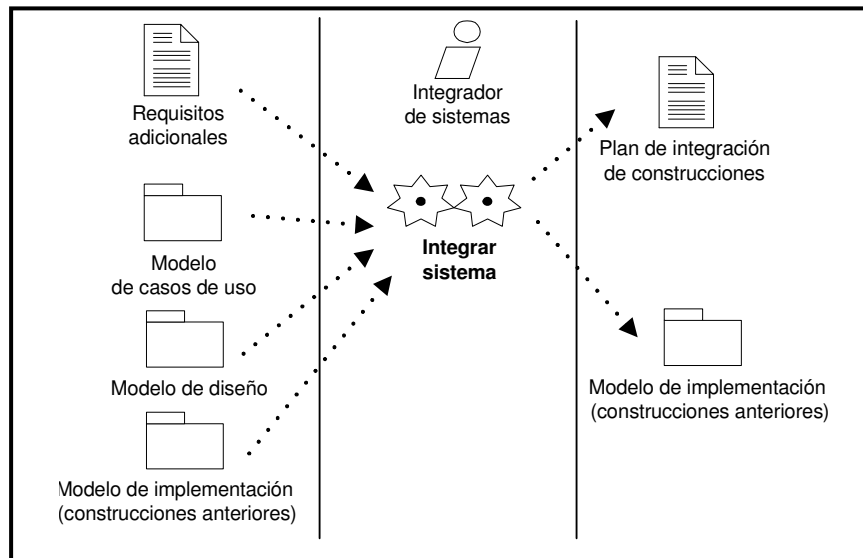 Requisitos
adicionales
Modelo
de casos de uso
Modelo de diseño
Modelo de implementación
(construcciones anteriores)
Integrador
de sistemas
Integrar
sistema
Plan de integración
de construcciones
Modelo de implementación
(construcciones anteriores)